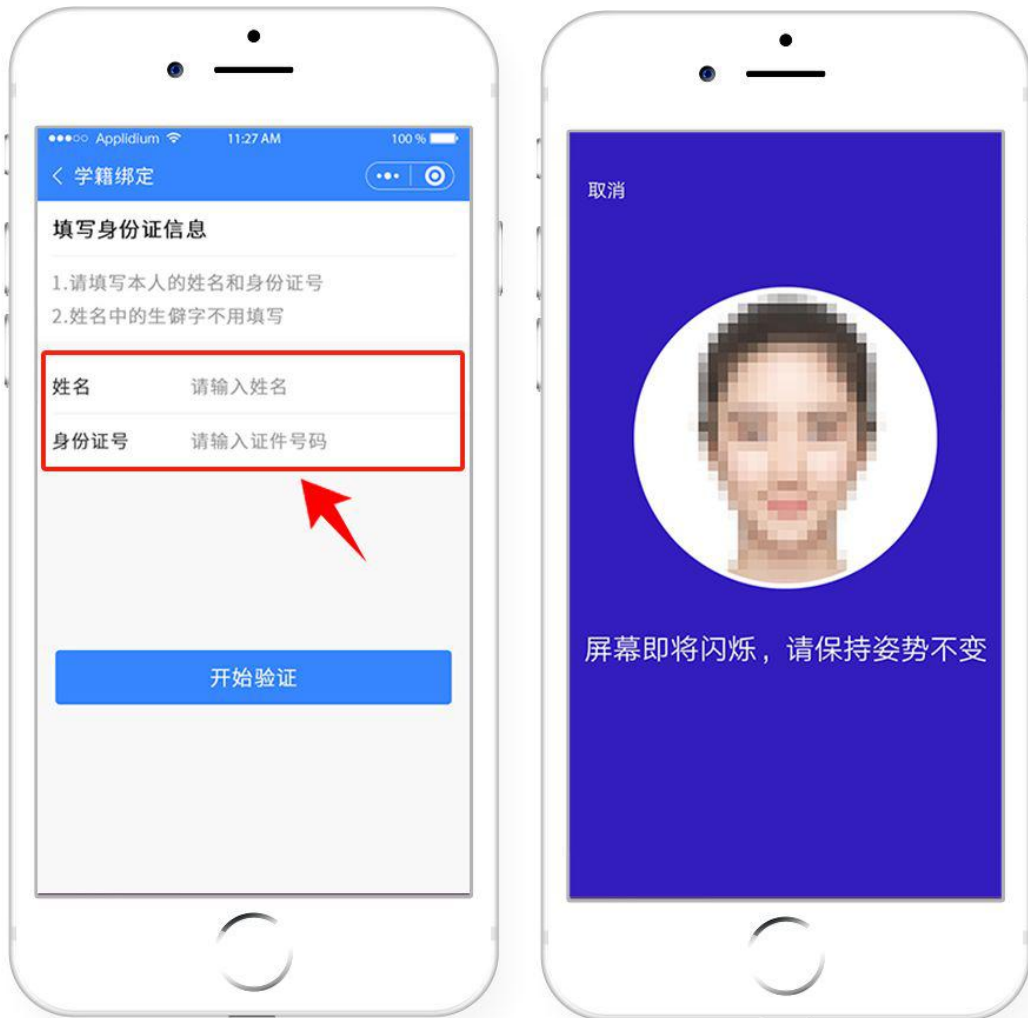 Applidium 11:27 AM 100 %
学籍绑定
填写身份证信息
1.请填写本人的姓名和身份证号
2.姓名中的生僻字不用填写
姓名 请输入姓名
身份证号 请输入证件号码
开始验证
取消
屏幕即将闪烁，请保持姿势不变